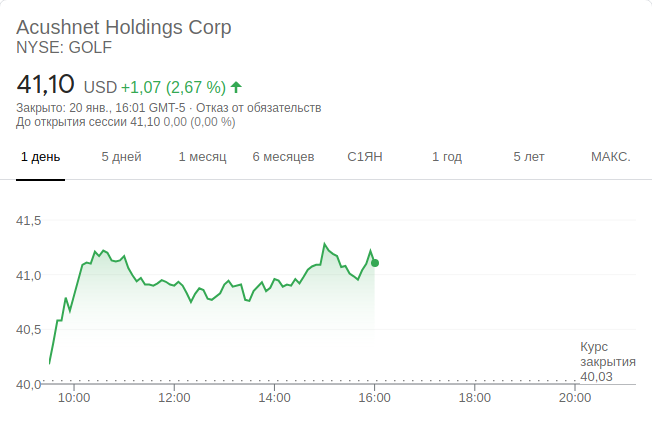 Acushnet Holdings Corp
NYSE: GOLF
41,10 USD +1,07 (2,67 %)
Закрыто: 20 янв., 16:01 GMT-5 · Отказ от обязательств
До открытия сессии 41,10 0,00 (0,00 %)
1 день 5 дней 1 месяц 6 месяцев С1ЯН 1 год 5 лет МАКС.
41,5
41,0
40,5
40,0
Курс
закрытия
40,03
10:00 12:00 14:00 16:00 18:00 20:00